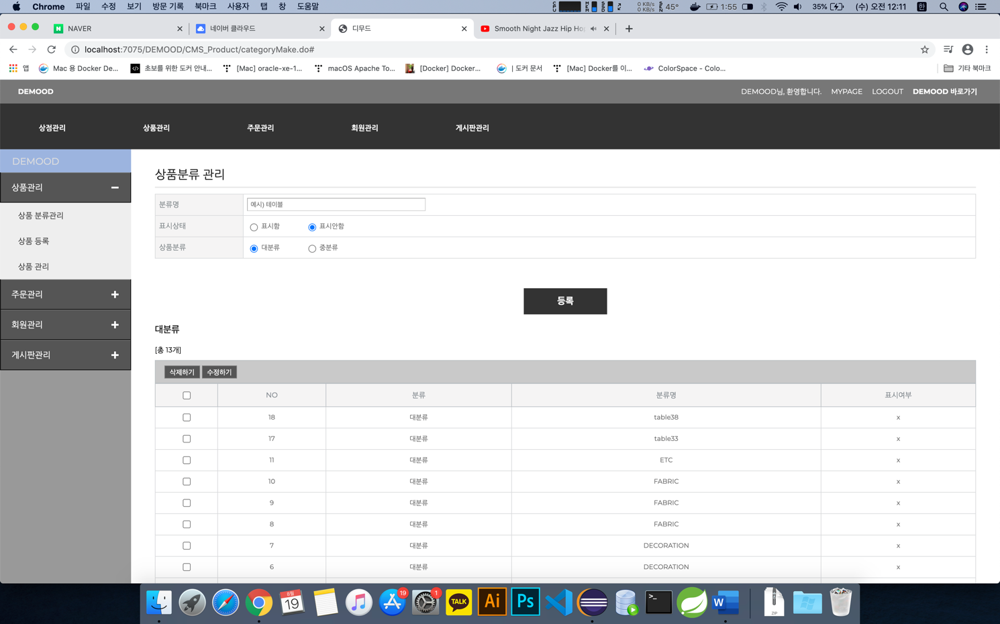 Chrome 파일 수정 보기 방문 기록 북마크 사용자 탭 창 도움말
0 KB/s
0 KB/s
45° 1:55 35% (수) 오전 12:11 한
NAVER
네이버 클라우드
디무드
Smooth Night Jazz Hip Ho
localhost:7075/DEMOOD/CMS_Product/categoryMake.do#
앱 Mac 용 Docker De... 초보를 위한 도커 안내... [Mac] oracle-xe-1... macOS Apache To... [Docker] Docker... | 도커 문서 [Mac] Docker를 이... ColorSpace - Colo... 기타 북마크
DEMOOD DEMOOD님, 환영합니다. MYPAGE LOGOUT DEMOOD 바로가기
상점관리 상품관리 주문관리 회원관리 게시판관리
DEMOOD
상품관리 −
상품 분류관리
상품 등록
상품 관리
주문관리 +
회원관리 +
게시판관리 +
상품분류 관리
분류명 예시) 테이블
표시상태 표시함 표시안함
상품분류 대분류 중분류
등록
대분류
[총 13개]
삭제하기 수정하기
NO 분류 분류명 표시여부
18 대분류 table38 x
17 대분류 table33 x
11 대분류 ETC x
10 대분류 FABRIC x
9 대분류 FABRIC x
8 대분류 FABRIC x
7 대분류 DECORATION x
6 대분류 DECORATION x
8월
19
19
1
TALK
Ai
Ps
>_
W
ZIP